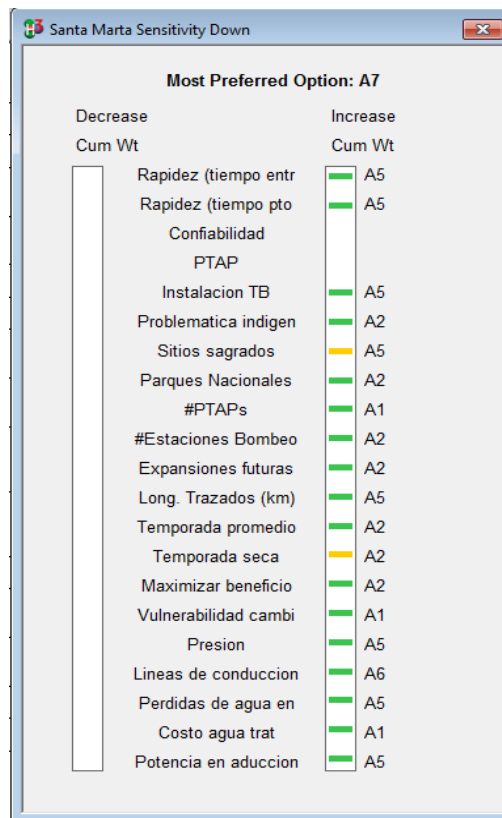 Santa Marta Sensitivity Down
Most Preferred Option: A7
Decrease Increase
Cum Wt Cum Wt
Rapidez (tiempo entr A5
Rapidez (tiempo pto A5
Confiabilidad
PTAP
Instalacion TB A5
Problematica indigen A2
Sitios sagrados A5
Parques Nacionales A2
#PTAPs A1
#Estaciones Bombeo A2
Expansiones futuras A2
Long. Trazados (km) A5
Temporada promedio A2
Temporada seca A2
Maximizar beneficio A2
Vulnerabilidad cambi A1
Presion A5
Lineas de conduccion A6
Perdidas de agua en A5
Costo agua trat A1
Potencia en aduccion A5